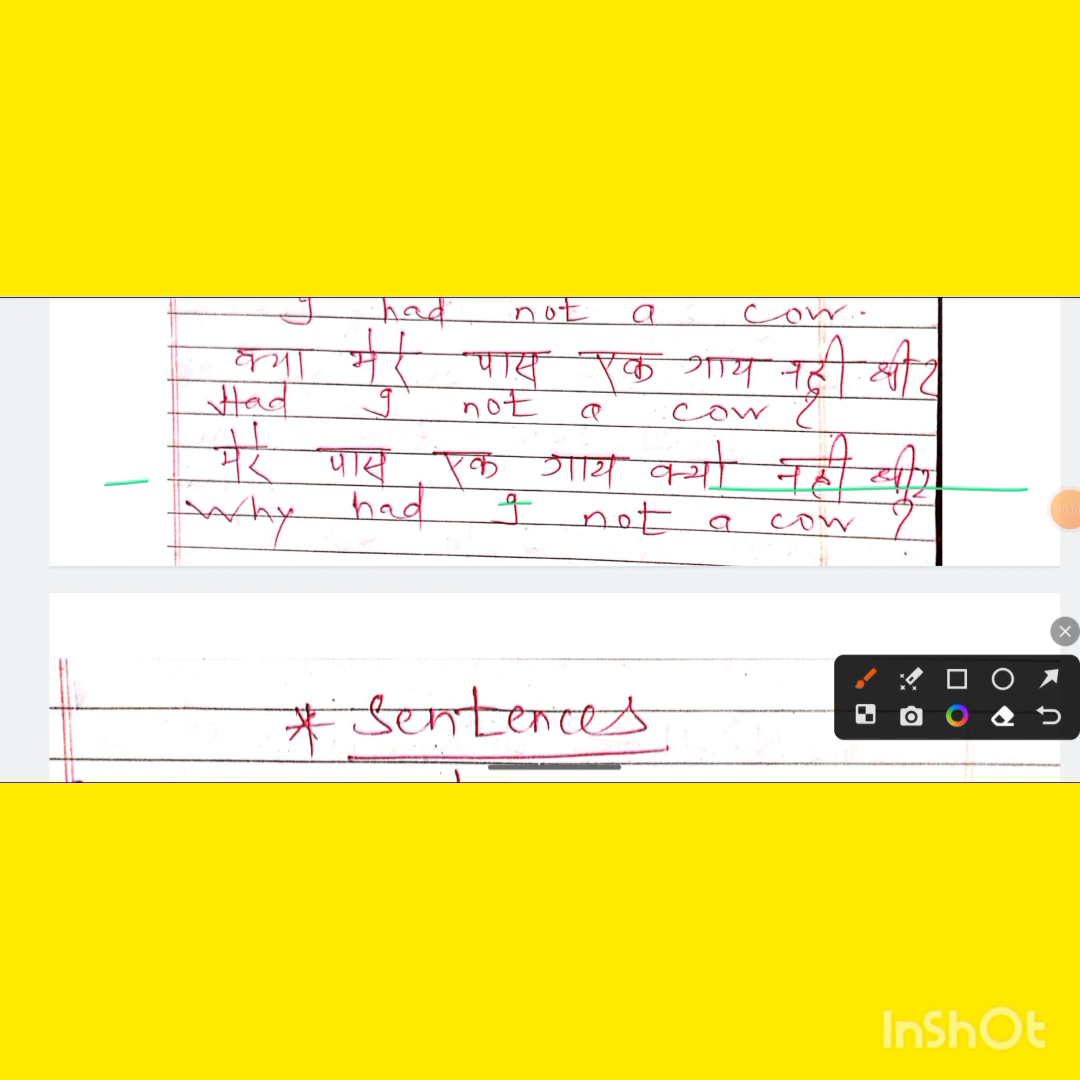 I had not a cow.
क्या मेरे पास एक गाय नही थी?
Had I not a cow?
मेरे पास एक गाय क्यो नही थी?
Why had I not a cow?
* Sentences
InShOt